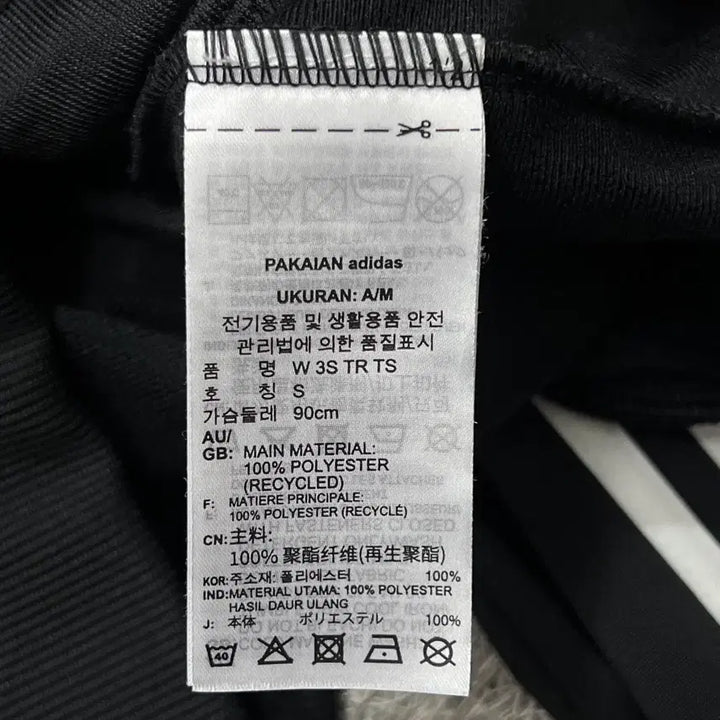 PAKAIAN adidas
UKURAN: A/M
전기용품 및 생활용품 안전
관리법에 의한 품질표시
품 명 W 3S TR TS
호 칭 S
가슴둘레 90cm
AU/
GB: MAIN MATERIAL:
100% POLYESTER
(RECYCLED)
F: MATIERE PRINCIPALE:
100% POLYESTER (RECYCLÉ)
CN:主料:
100% 聚酯纤维(再生聚酯)
KOR:주소재: 폴리에스터 100%
IND:MATERIAL UTAMA: 100% POLYESTER
HASIL DAUR ULANG
J: 本体 ポリエステル 100%
40